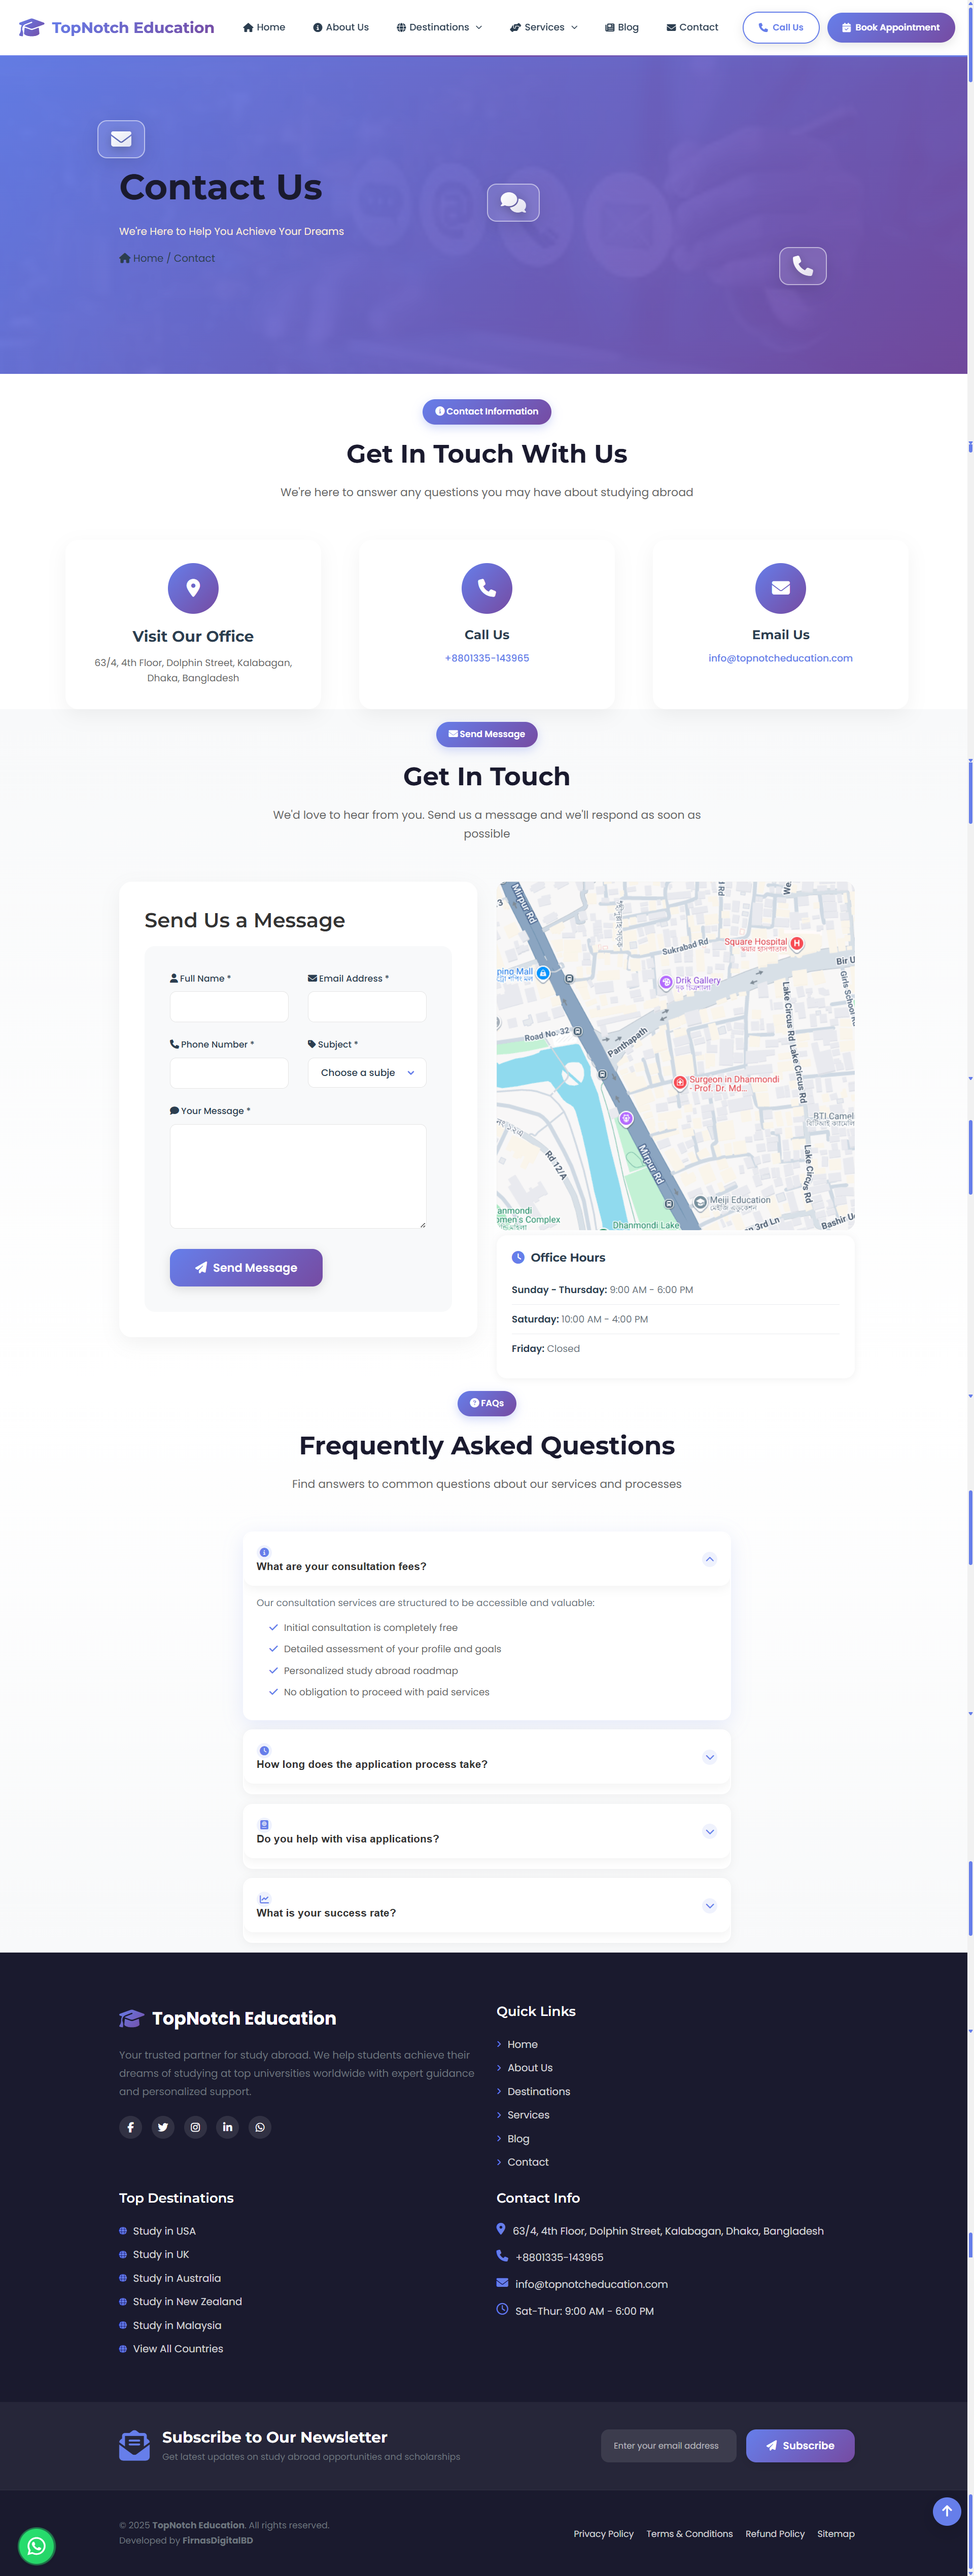 TopNotch Education
Home
About Us
Destinations
Services
Blog
Contact
Call Us
Book Appointment
Contact Us
We're Here to Help You Achieve Your Dreams
Home / Contact
Contact Information
Get In Touch With Us
We're here to answer any questions you may have about studying abroad
Visit Our Office
63/4, 4th Floor, Dolphin Street, Kalabagan,
Dhaka, Bangladesh
Call Us
+8801335-143965
Email Us
info@topnotcheducation.com
Send Message
Get In Touch
We'd love to hear from you. Send us a message and we'll respond as soon as
possible
Send Us a Message
Full Name *
Email Address *
Phone Number *
Subject *
Choose a subje
Your Message *
Send Message
Mirpur Rd
Sukrabad Rd
Square Hospital
স্কয়ার হাসপাতাল
ping Mall
Drik Gallery
Bir U
Girls School R
Road No. 32
Panthapath
Lake Circus Rd
Lake Circus Rd
Surgeon in Dhanmondi
- Prof. Dr. Md...
BTI Camel
Rd 12/A
Mirpur Rd
Lake Circus Rd
Meiji Education
anmondi
omen's Complex
Dhanmondi Lake
3rd Ln
Bashir U
Office Hours
Sunday - Thursday: 9:00 AM - 6:00 PM
Saturday: 10:00 AM - 4:00 PM
Friday: Closed
FAQs
Frequently Asked Questions
Find answers to common questions about our services and processes
What are your consultation fees?
Our consultation services are structured to be accessible and valuable:
Initial consultation is completely free
Detailed assessment of your profile and goals
Personalized study abroad roadmap
No obligation to proceed with paid services
How long does the application process take?
Do you help with visa applications?
What is your success rate?
TopNotch Education
Your trusted partner for study abroad. We help students achieve their
dreams of studying at top universities worldwide with expert guidance
and personalized support.
Quick Links
Home
About Us
Destinations
Services
Blog
Contact
Top Destinations
Study in USA
Study in UK
Study in Australia
Study in New Zealand
Study in Malaysia
View All Countries
Contact Info
63/4, 4th Floor, Dolphin Street, Kalabagan, Dhaka, Bangladesh
+8801335-143965
info@topnotcheducation.com
Sat-Thur: 9:00 AM - 6:00 PM
Subscribe to Our Newsletter
Get latest updates on study abroad opportunities and scholarships
Enter your email address
Subscribe
© 2025 TopNotch Education. All rights reserved.
Developed by FirnasDigitalBD
Privacy Policy
Terms & Conditions
Refund Policy
Sitemap